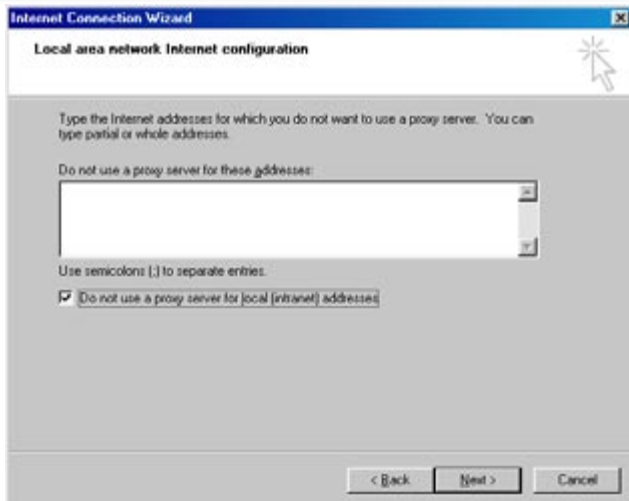 Internet Connection Wizard
Local area network Internet configuration
Type the Internet addresses for which you do not want to use a proxy server. You can
type partial or whole addresses.
Do not use a proxy server for these addresses:
Use semicolons (;) to separate entries.
Do not use a proxy server for local (intranet) addresses
< Back Next > Cancel